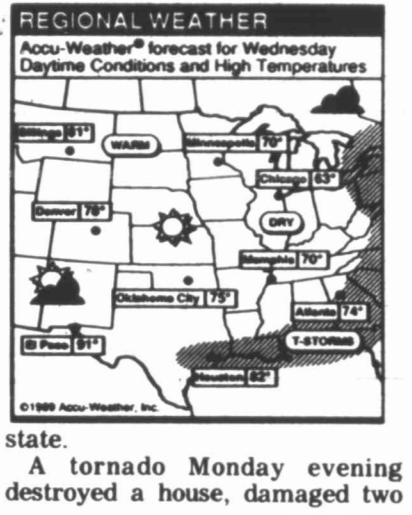 REGIONAL WEATHER
Accu-Weather® forecast for Wednesday
Daytime Conditions and High Temperatures
Billings 81°
WARM
Minneapolis 70°
Chicago 63°
Denver 78°
DRY
Memphis 70°
Oklahoma City 75°
Atlanta 74°
El Paso 91°
T-STORMS
Houston 82°
©1989 Accu-Weather, Inc.
state.
A tornado Monday evening
destroyed a house, damaged two